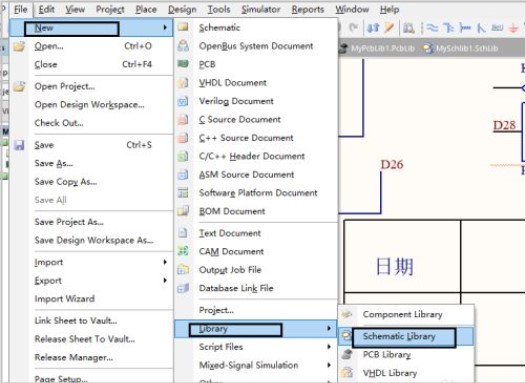 File Edit View Project Place Design Tools Simulator Reports Window Help
New
Open... Ctrl+O
Close Ctrl+F4
Open Project...
Open Design Workspace...
Check Out...
Save Ctrl+S
Save As...
Save Copy As...
Save All
Save Project As...
Save Design Workspace As...
Import
Export
Import Wizard
Link Sheet to Vault...
Release Sheet To Vault...
Release Manager...
Page Setup...
Schematic
OpenBus System Document
PCB
VHDL Document
Verilog Document
C Source Document
C++ Source Document
C/C++ Header Document
ASM Source Document
Software Platform Document
BOM Document
Text Document
CAM Document
Output Job File
Database Link File
Project...
Library
Script Files
Mixed-Signal Simulation
Other
Component Library
Schematic Library
PCB Library
VHDL Library
MyPcbLib1.PcbLib MySchlib1.SchLib
D28
D26
日期